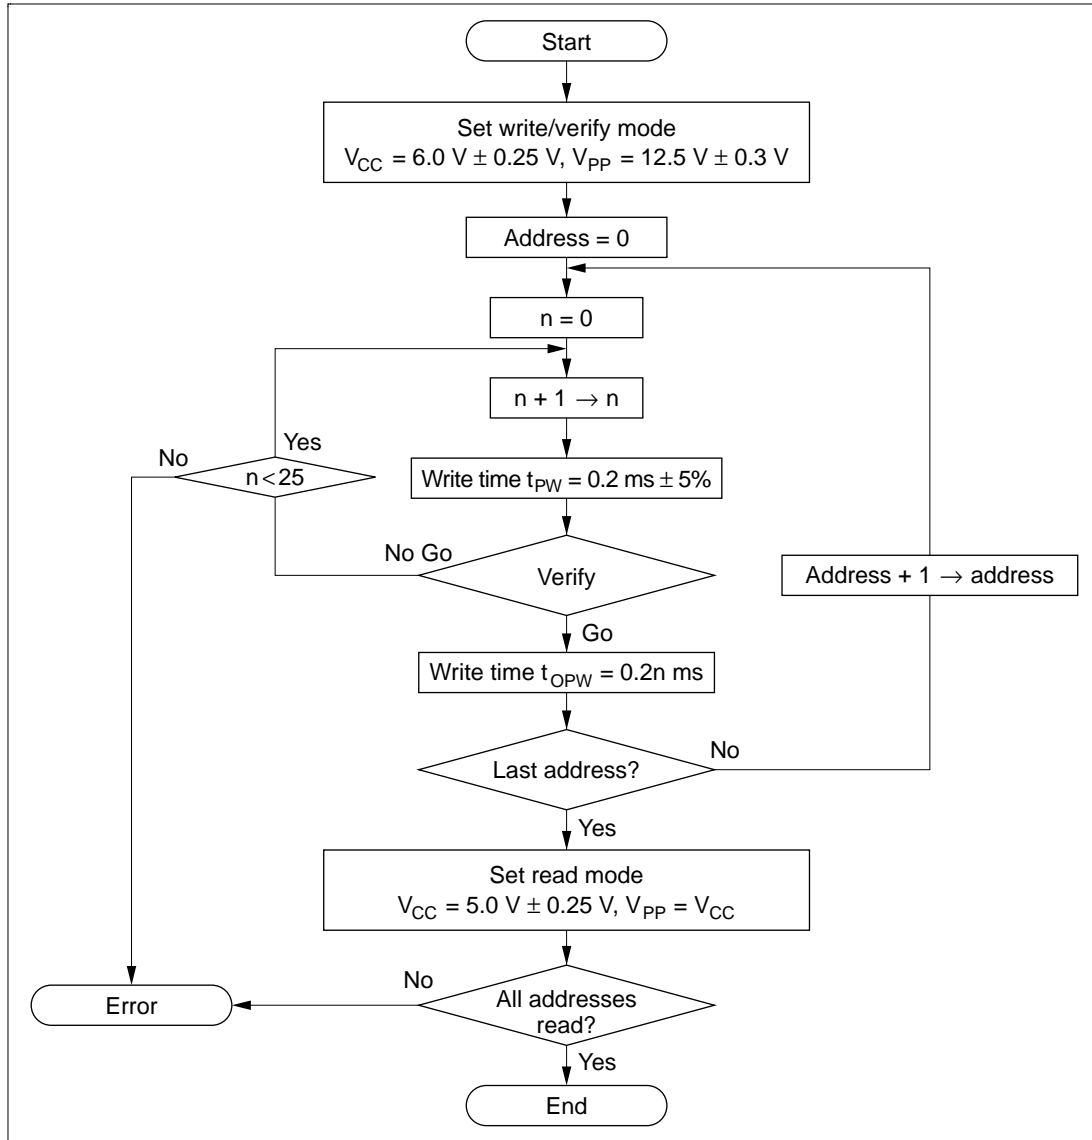 Start
Set write/verify mode
VCC = 6.0 V ± 0.25 V, VPP = 12.5 V ± 0.3 V
Address = 0
n = 0
n + 1 → n
No
Yes
n < 25
Write time tPW = 0.2 ms ± 5%
No Go
Verify
Address + 1 → address
Go
Write time tOPW = 0.2n ms
Last address?
No
Yes
Set read mode
VCC = 5.0 V ± 0.25 V, VPP = VCC
No
Error
All addresses
read?
Yes
End